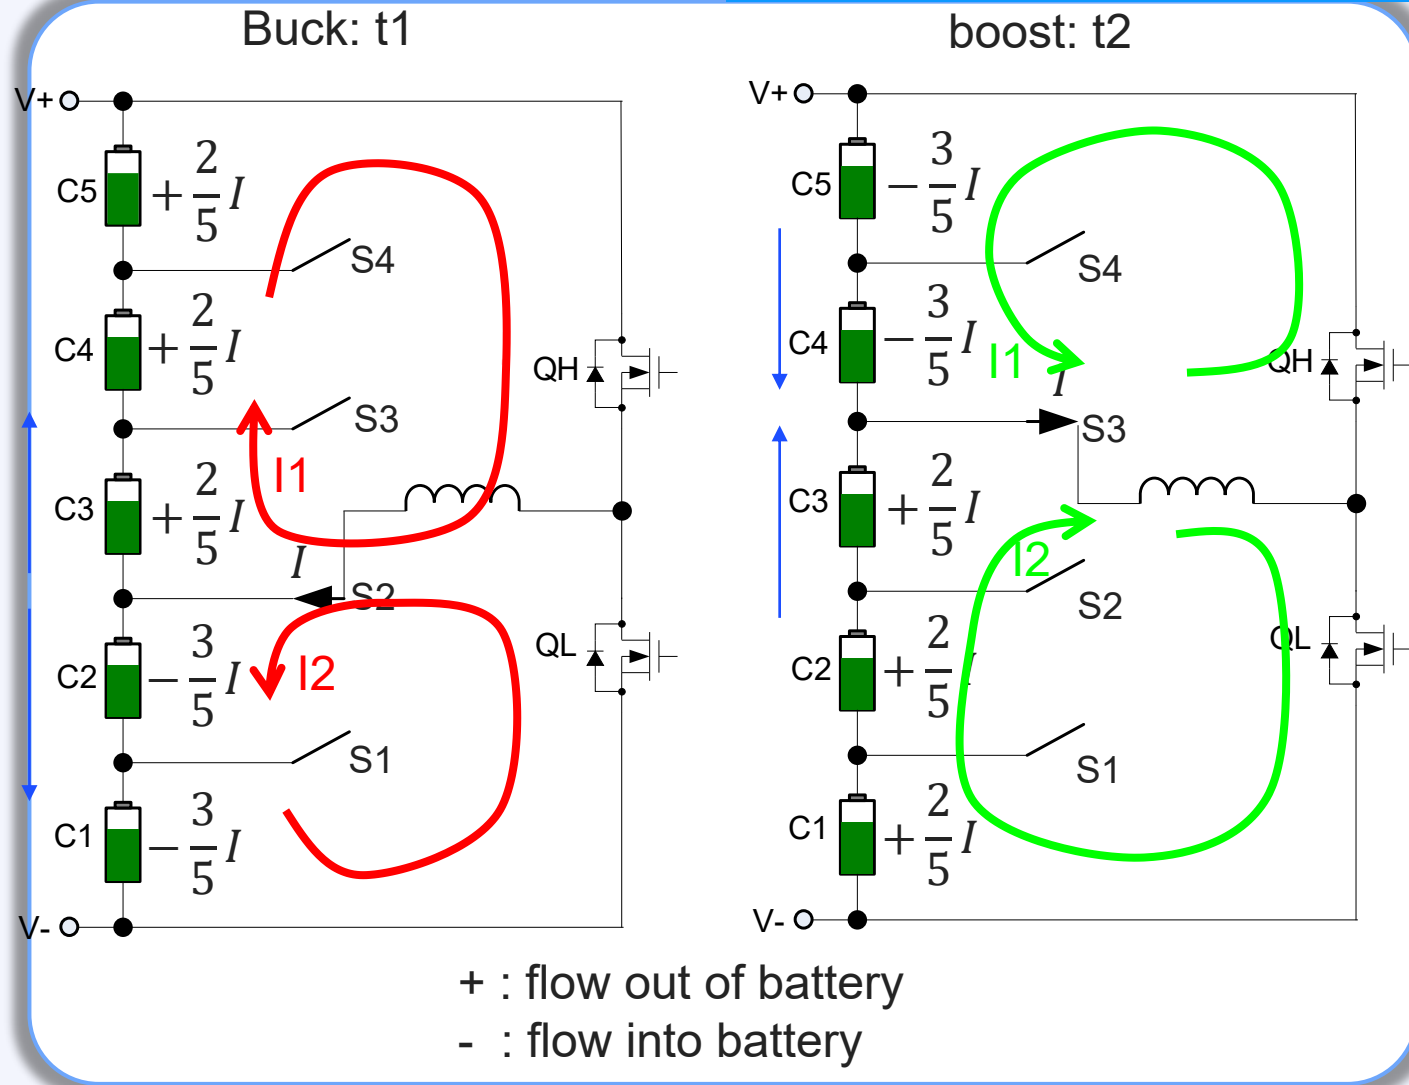 Buck: t1
boost: t2
V+
C5
+ 2/5 I
S4
C4
+ 2/5 I
S3
QH
I1
C3
+ 2/5 I
I
S2
C2
− 3/5 I
I2
QL
S1
C1
− 3/5 I
V-
V+
C5
− 3/5 I
S4
C4
− 3/5 I
I1
I
QH
S3
C3
+ 2/5 I
I2
S2
C2
+ 2/5 I
QL
S1
C1
+ 2/5 I
V-
+ : flow out of battery
- : flow into battery